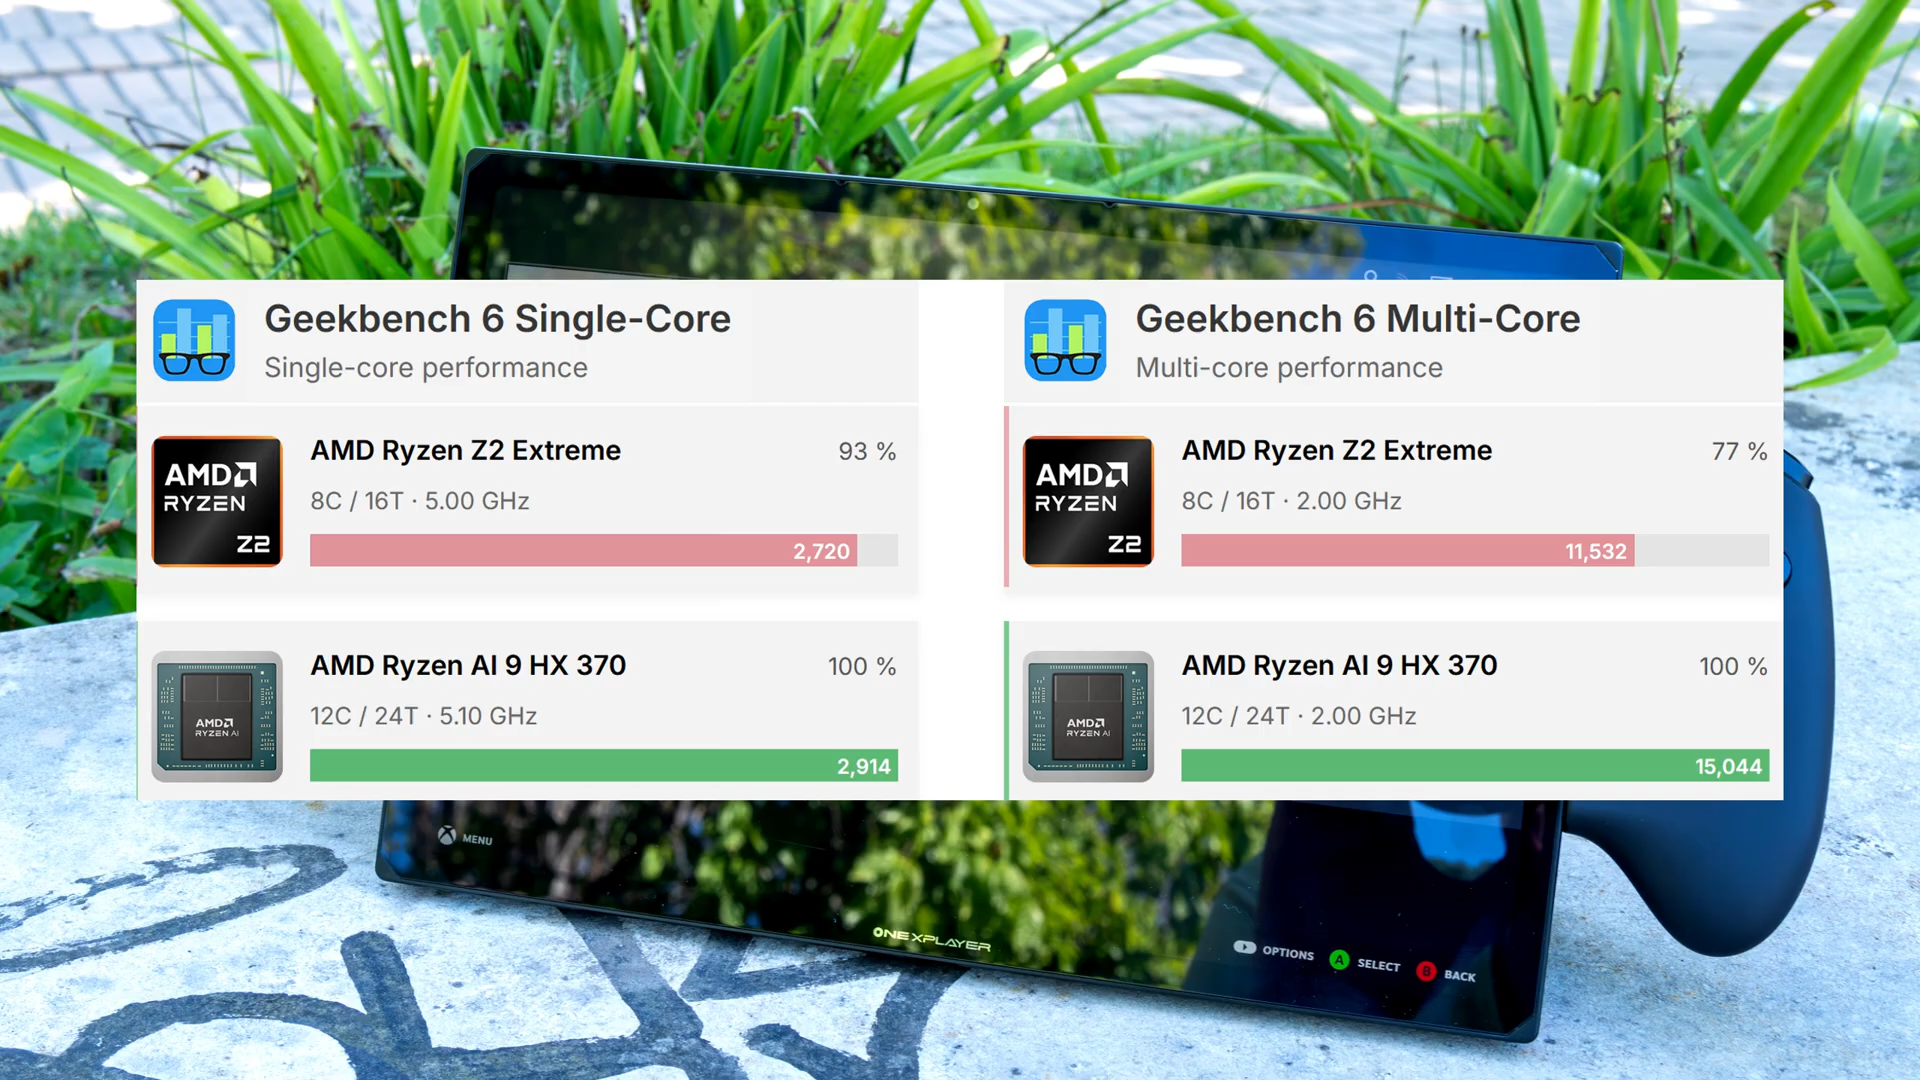 Geekbench 6 Single-Core
Single-core performance
AMD
RYZEN
Z2
AMD Ryzen Z2 Extreme
93 %
8C / 16T · 5.00 GHz
2,720
AMD
RYZEN AI
AMD Ryzen AI 9 HX 370
100 %
12C / 24T · 5.10 GHz
2,914
Geekbench 6 Multi-Core
Multi-core performance
AMD
RYZEN
Z2
AMD Ryzen Z2 Extreme
77 %
8C / 16T · 2.00 GHz
11,532
AMD
RYZEN AI
AMD Ryzen AI 9 HX 370
100 %
12C / 24T · 2.00 GHz
15,044
MENU
ONEXPLAYER
OPTIONS
A SELECT
B BACK